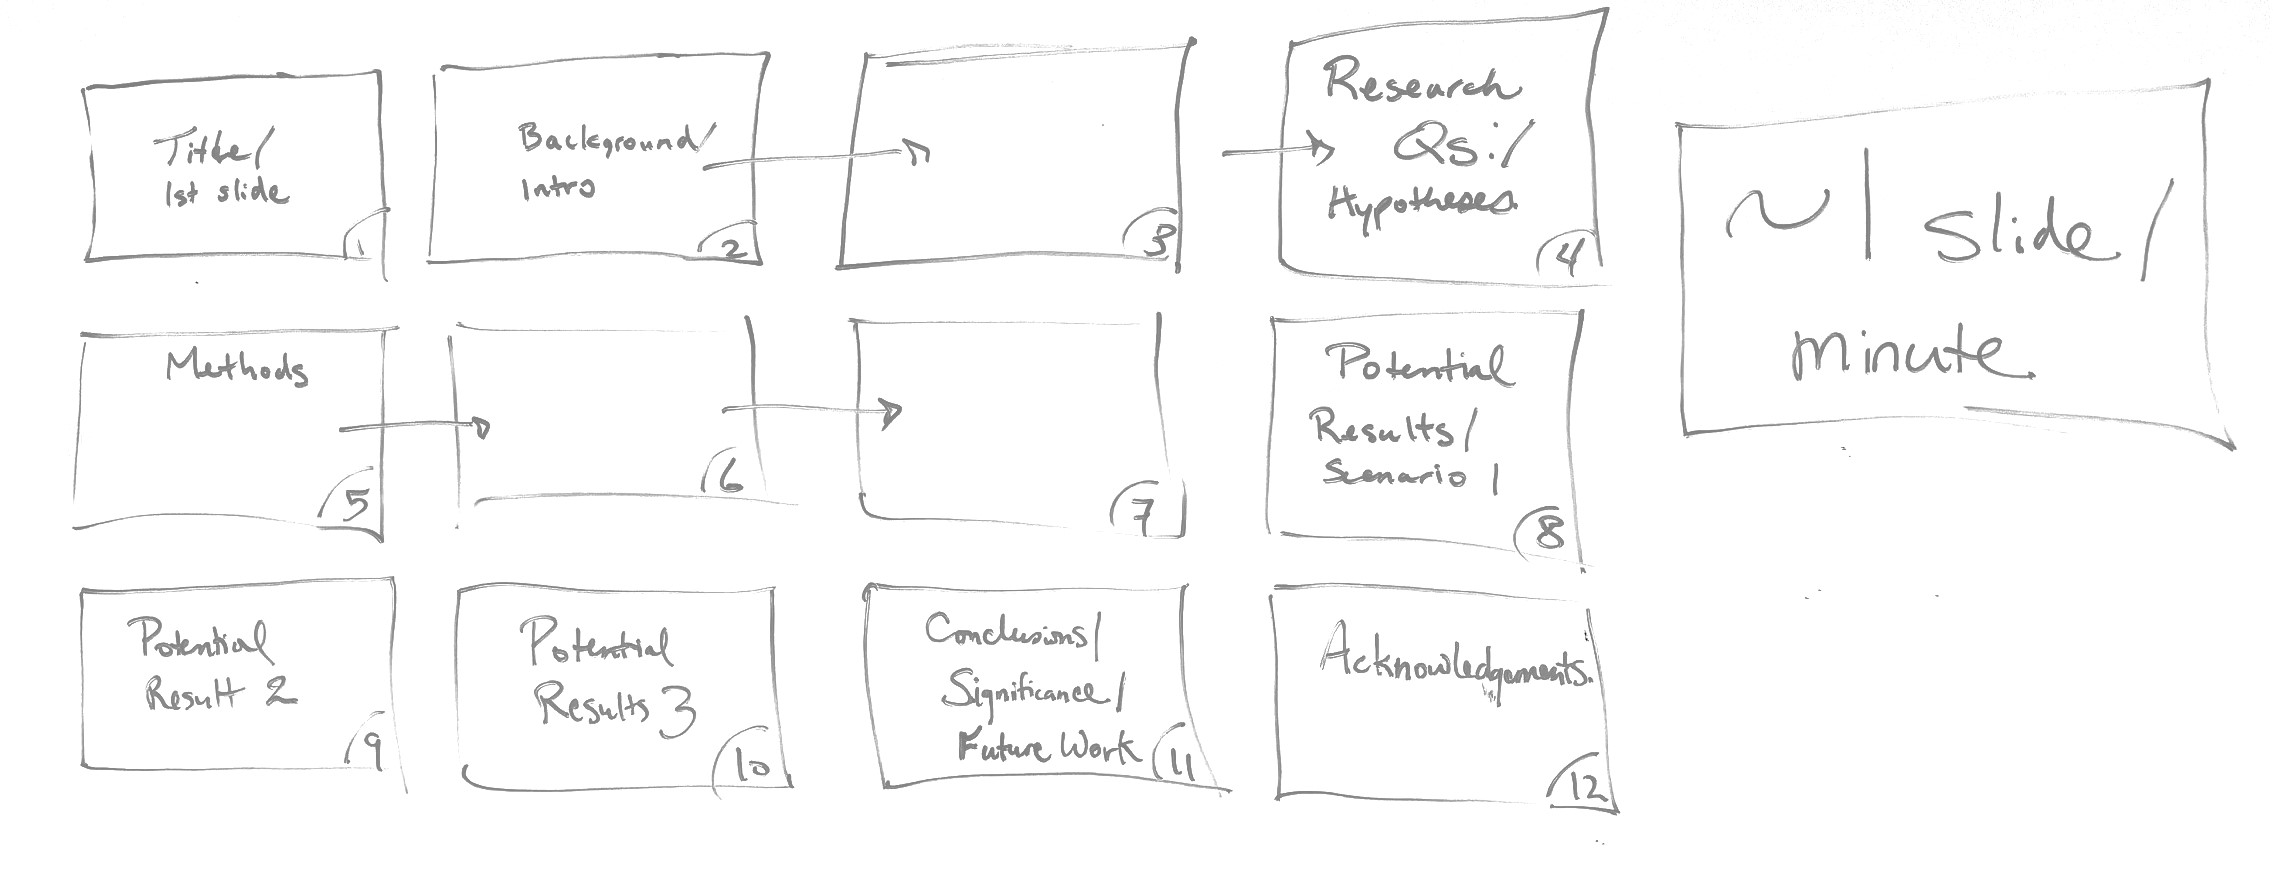 Title/
1st slide
1
Background/
Intro
2
3
Research
Qs:/
Hypotheses.
4
~1 slide/
minute
Methods
5
6
7
Potential
Results/
Scenario 1
8
Potential
Result 2
9
Potential
Results 3
10
Conclusions/
Significance/
Future Work
11
Acknowledgements.
12